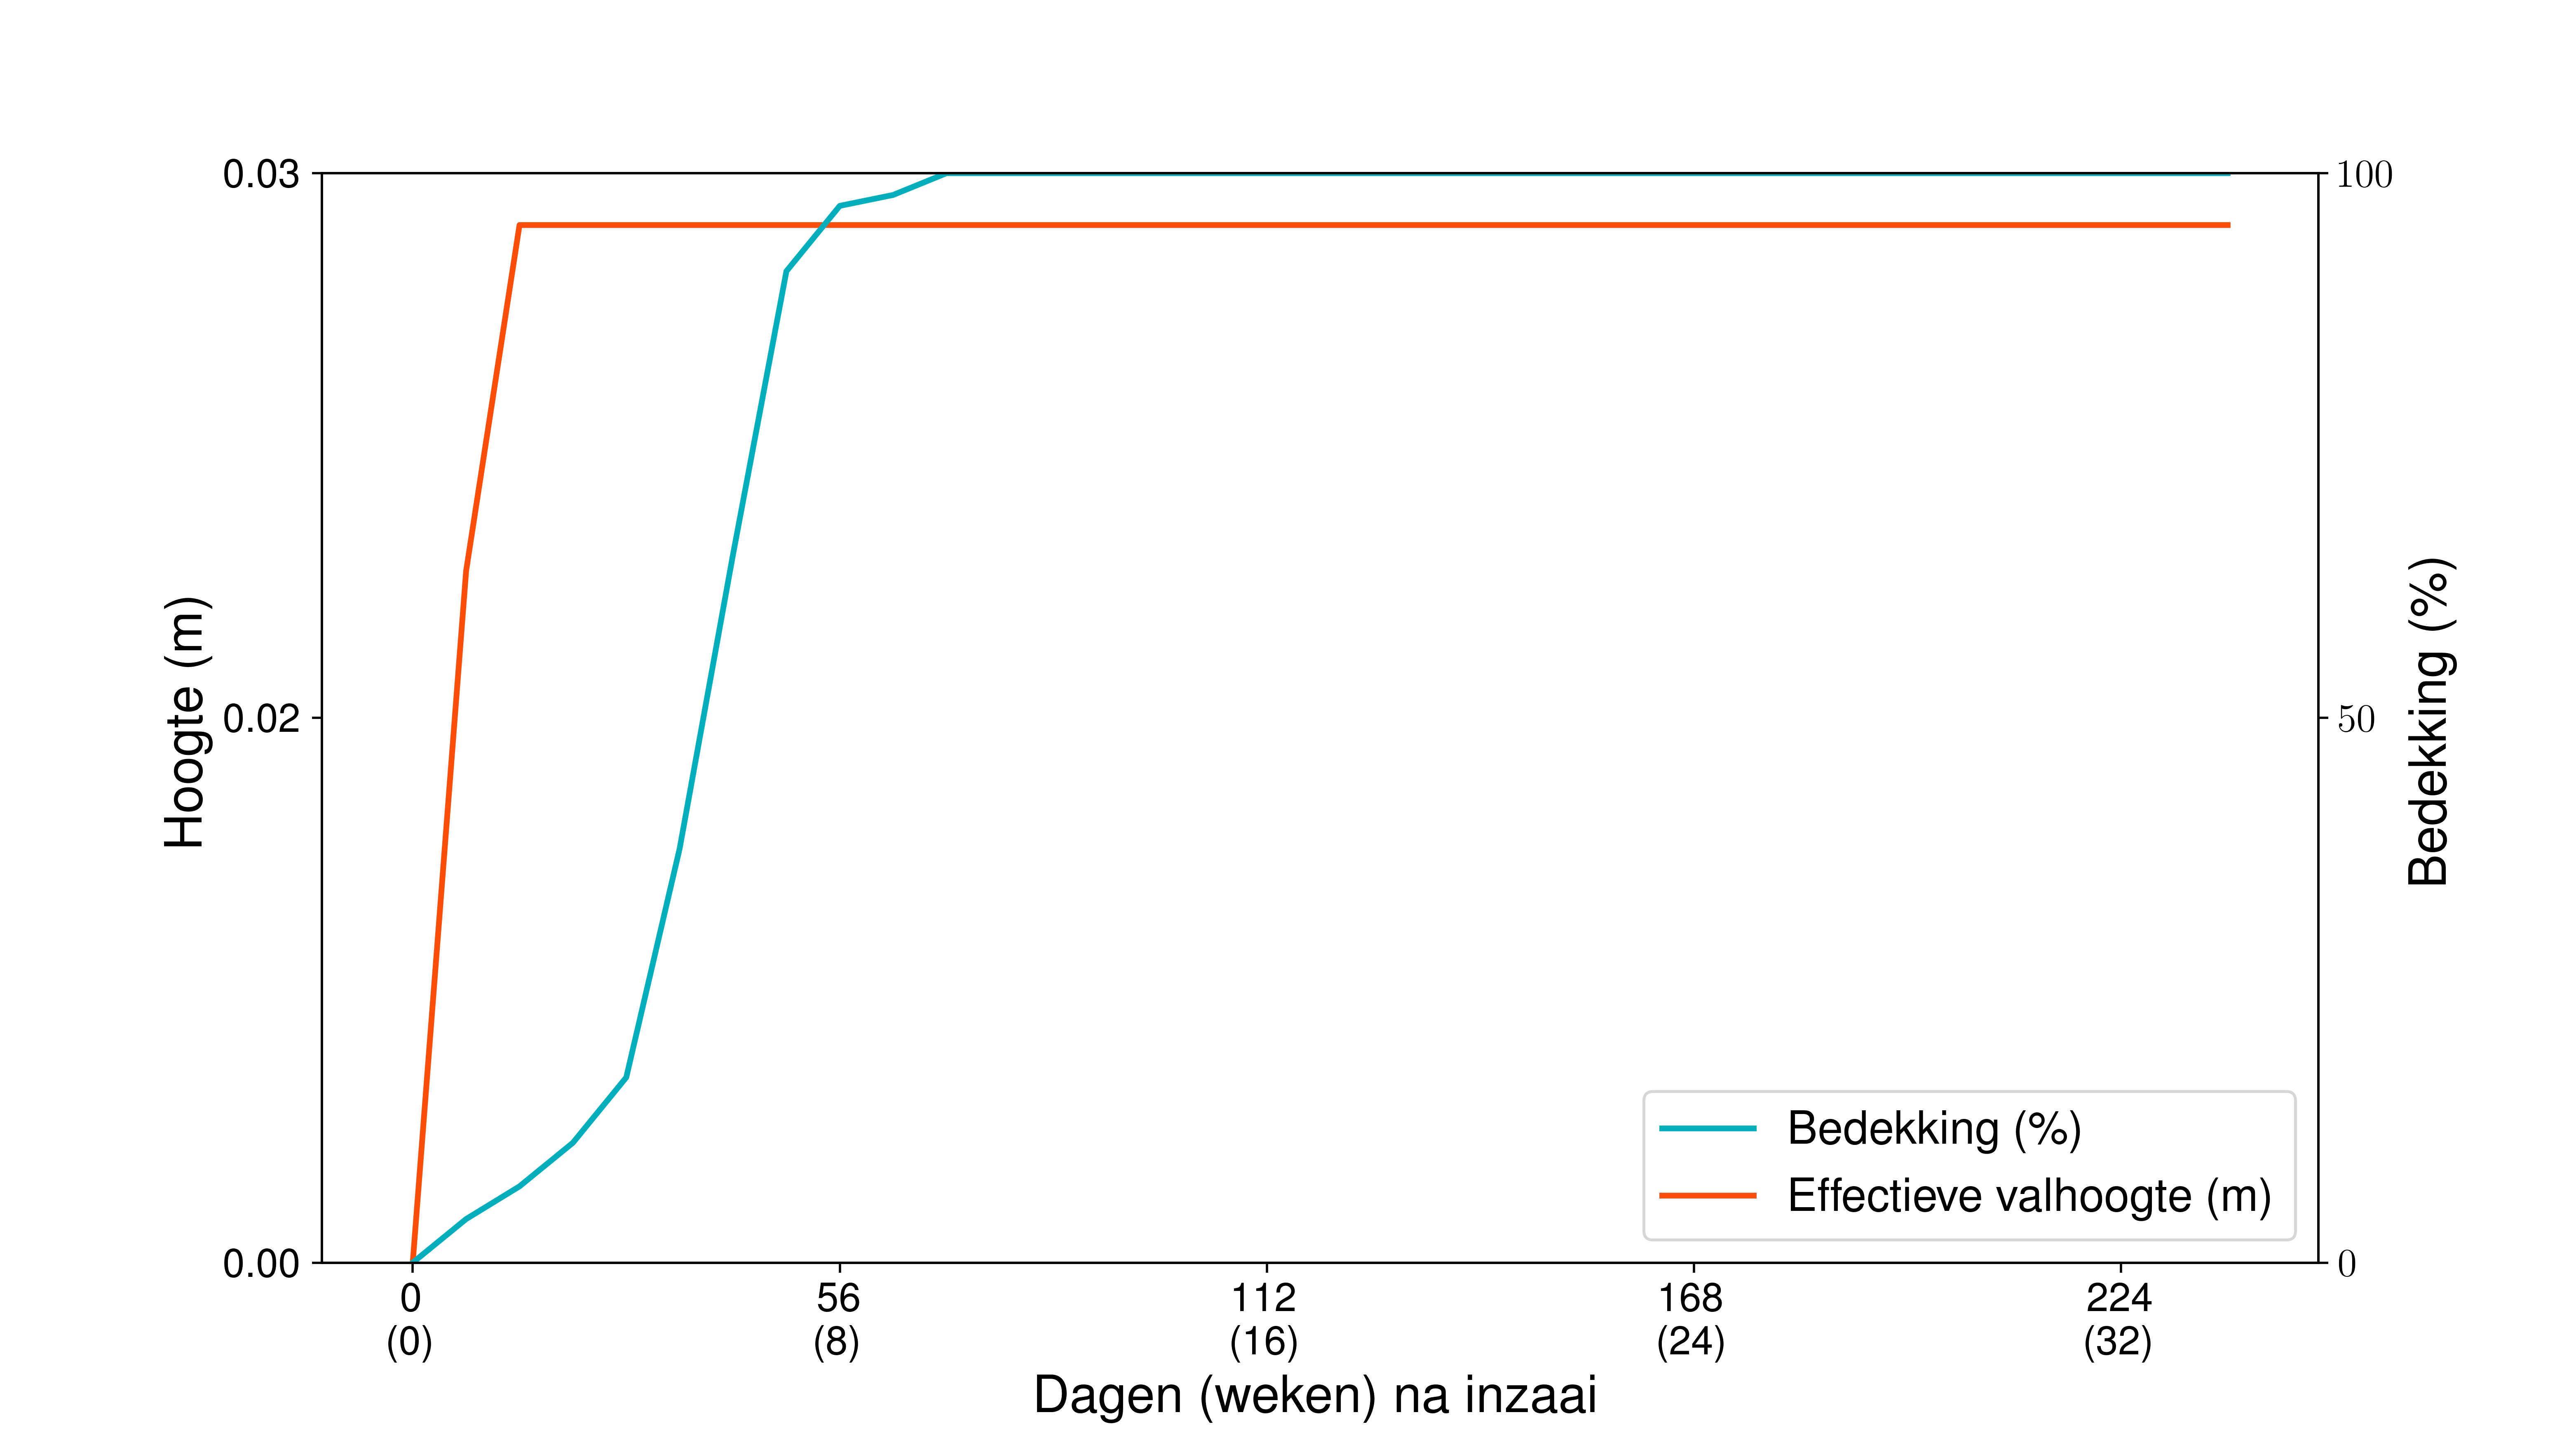 0.03
0.02
0.00
Hoogte (m)
100
50
0
Bedekking (%)
Bedekking (%)
Effectieve valhoogte (m)
0 56 112 168 224
(0) (8) (16) (24) (32)
Dagen (weken) na inzaai